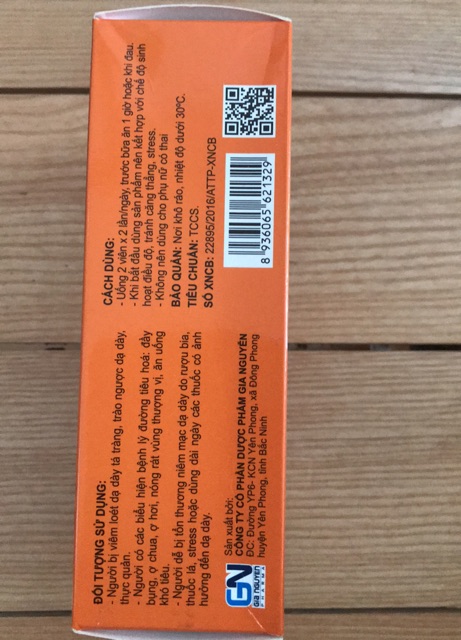 ĐỐI TƯỢNG SỬ DỤNG:
- Người bị viêm loét dạ dày tá tràng, trào ngược dạ dày,
thực quản.
- Người có các biểu hiện bệnh lý đường tiêu hoá: đầy
bụng, ợ chua, ợ hơi, nóng rát vùng thượng vị, ăn uống
khó tiêu.
- Người dễ bị tổn thương niêm mạc dạ dày do rượu bia,
thuốc lá, stress hoặc dùng dài ngày các thuốc có ảnh
hưởng đến dạ dày.
CÁCH DÙNG:
- Uống 2 viên x 2 lần/ngày, trước bữa ăn 1 giờ hoặc khi đau.
- Khi bắt đầu dùng sản phẩm nên kết hợp với chế độ sinh
hoạt điều độ, tránh căng thẳng, stress.
- Không nên dùng cho phụ nữ có thai
BẢO QUẢN: Nơi khô ráo, nhiệt độ dưới 30ºC.
TIÊU CHUẨN: TCCS.
SỐ XNCB: 22895/2016/ATTP-XNCB
GN
GIA NGUYEN
PHARMA
Sản xuất bởi:
CÔNG TY CỔ PHẦN DƯỢC PHẨM GIA NGUYÊN
ĐC: Đường YP6- KCN Yên Phong, xã Đông Phong
huyện Yên Phong, tỉnh Bắc Ninh
8 936065 621329